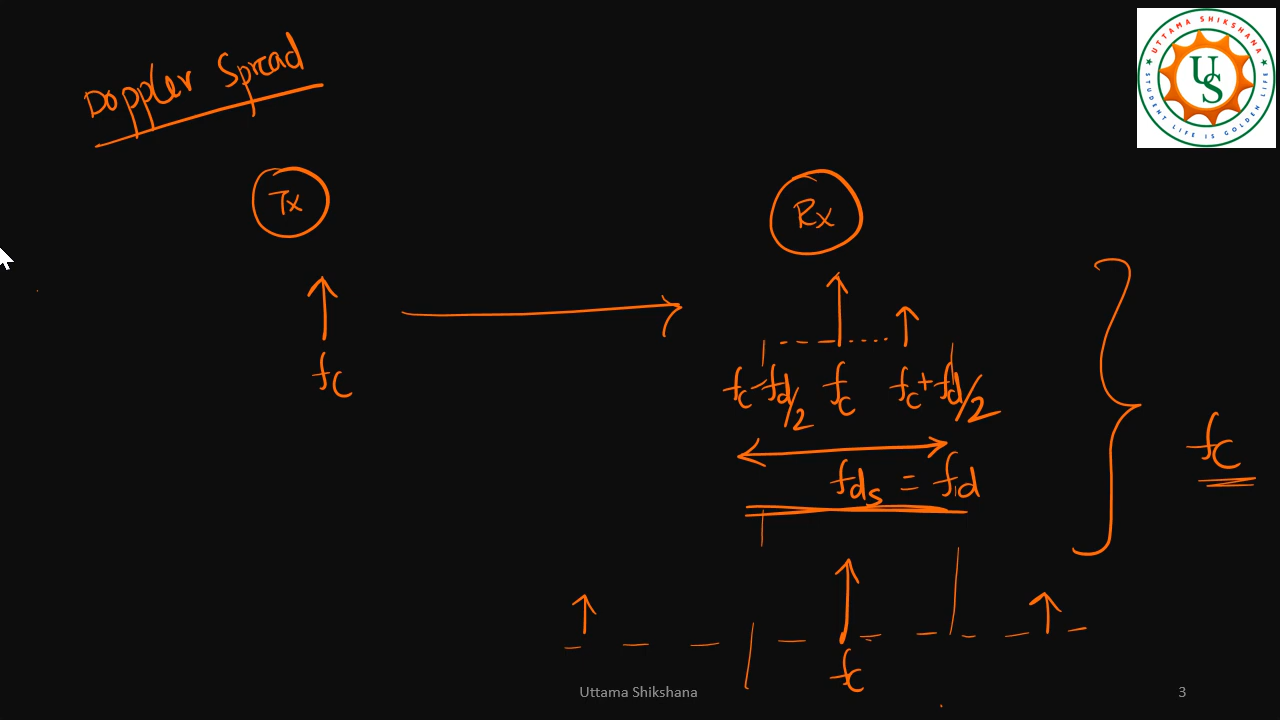 Doppler Spread
UTTAMA SHIKSHANA
US
STUDENT LIFE IS GOLDEN LIFE
Tx
Rx
fc
fc-fd/2 fc fc+fd/2
fc
fds = fd
fc
Uttama Shikshana
3